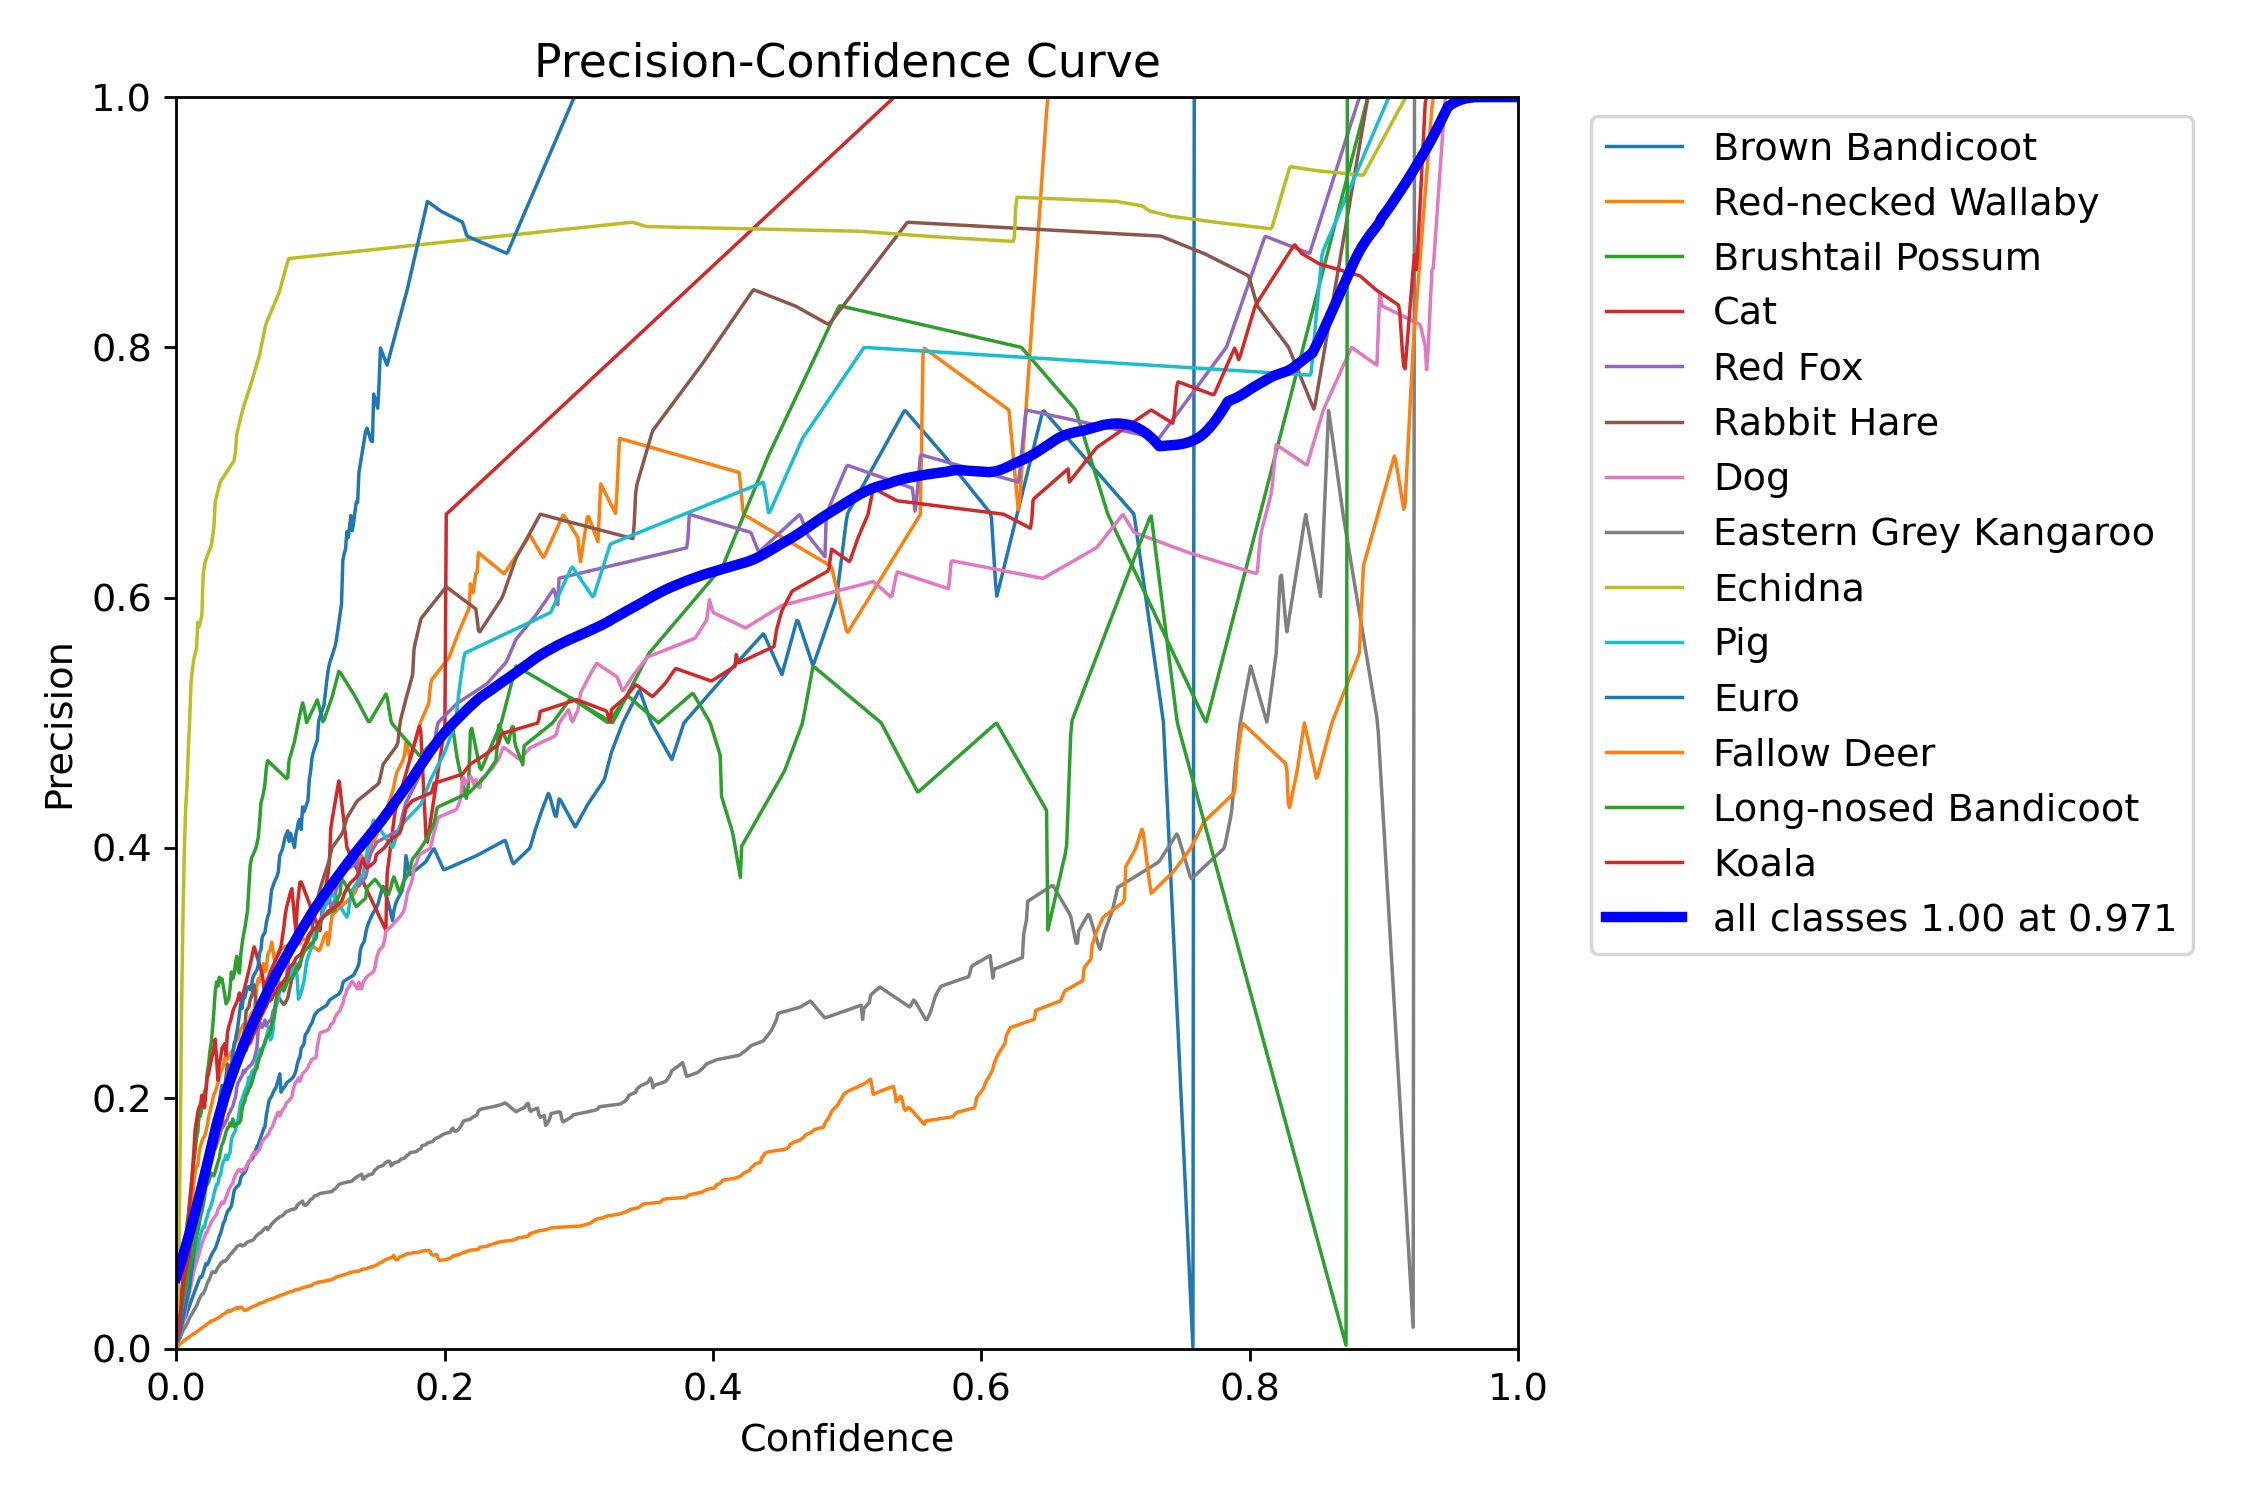 Precision-Confidence Curve
1.0
0.8
0.6
0.4
0.2
0.0
Precision
0.0 0.2 0.4 0.6 0.8 1.0
Confidence
Brown Bandicoot
Red-necked Wallaby
Brushtail Possum
Cat
Red Fox
Rabbit Hare
Dog
Eastern Grey Kangaroo
Echidna
Pig
Euro
Fallow Deer
Long-nosed Bandicoot
Koala
all classes 1.00 at 0.971